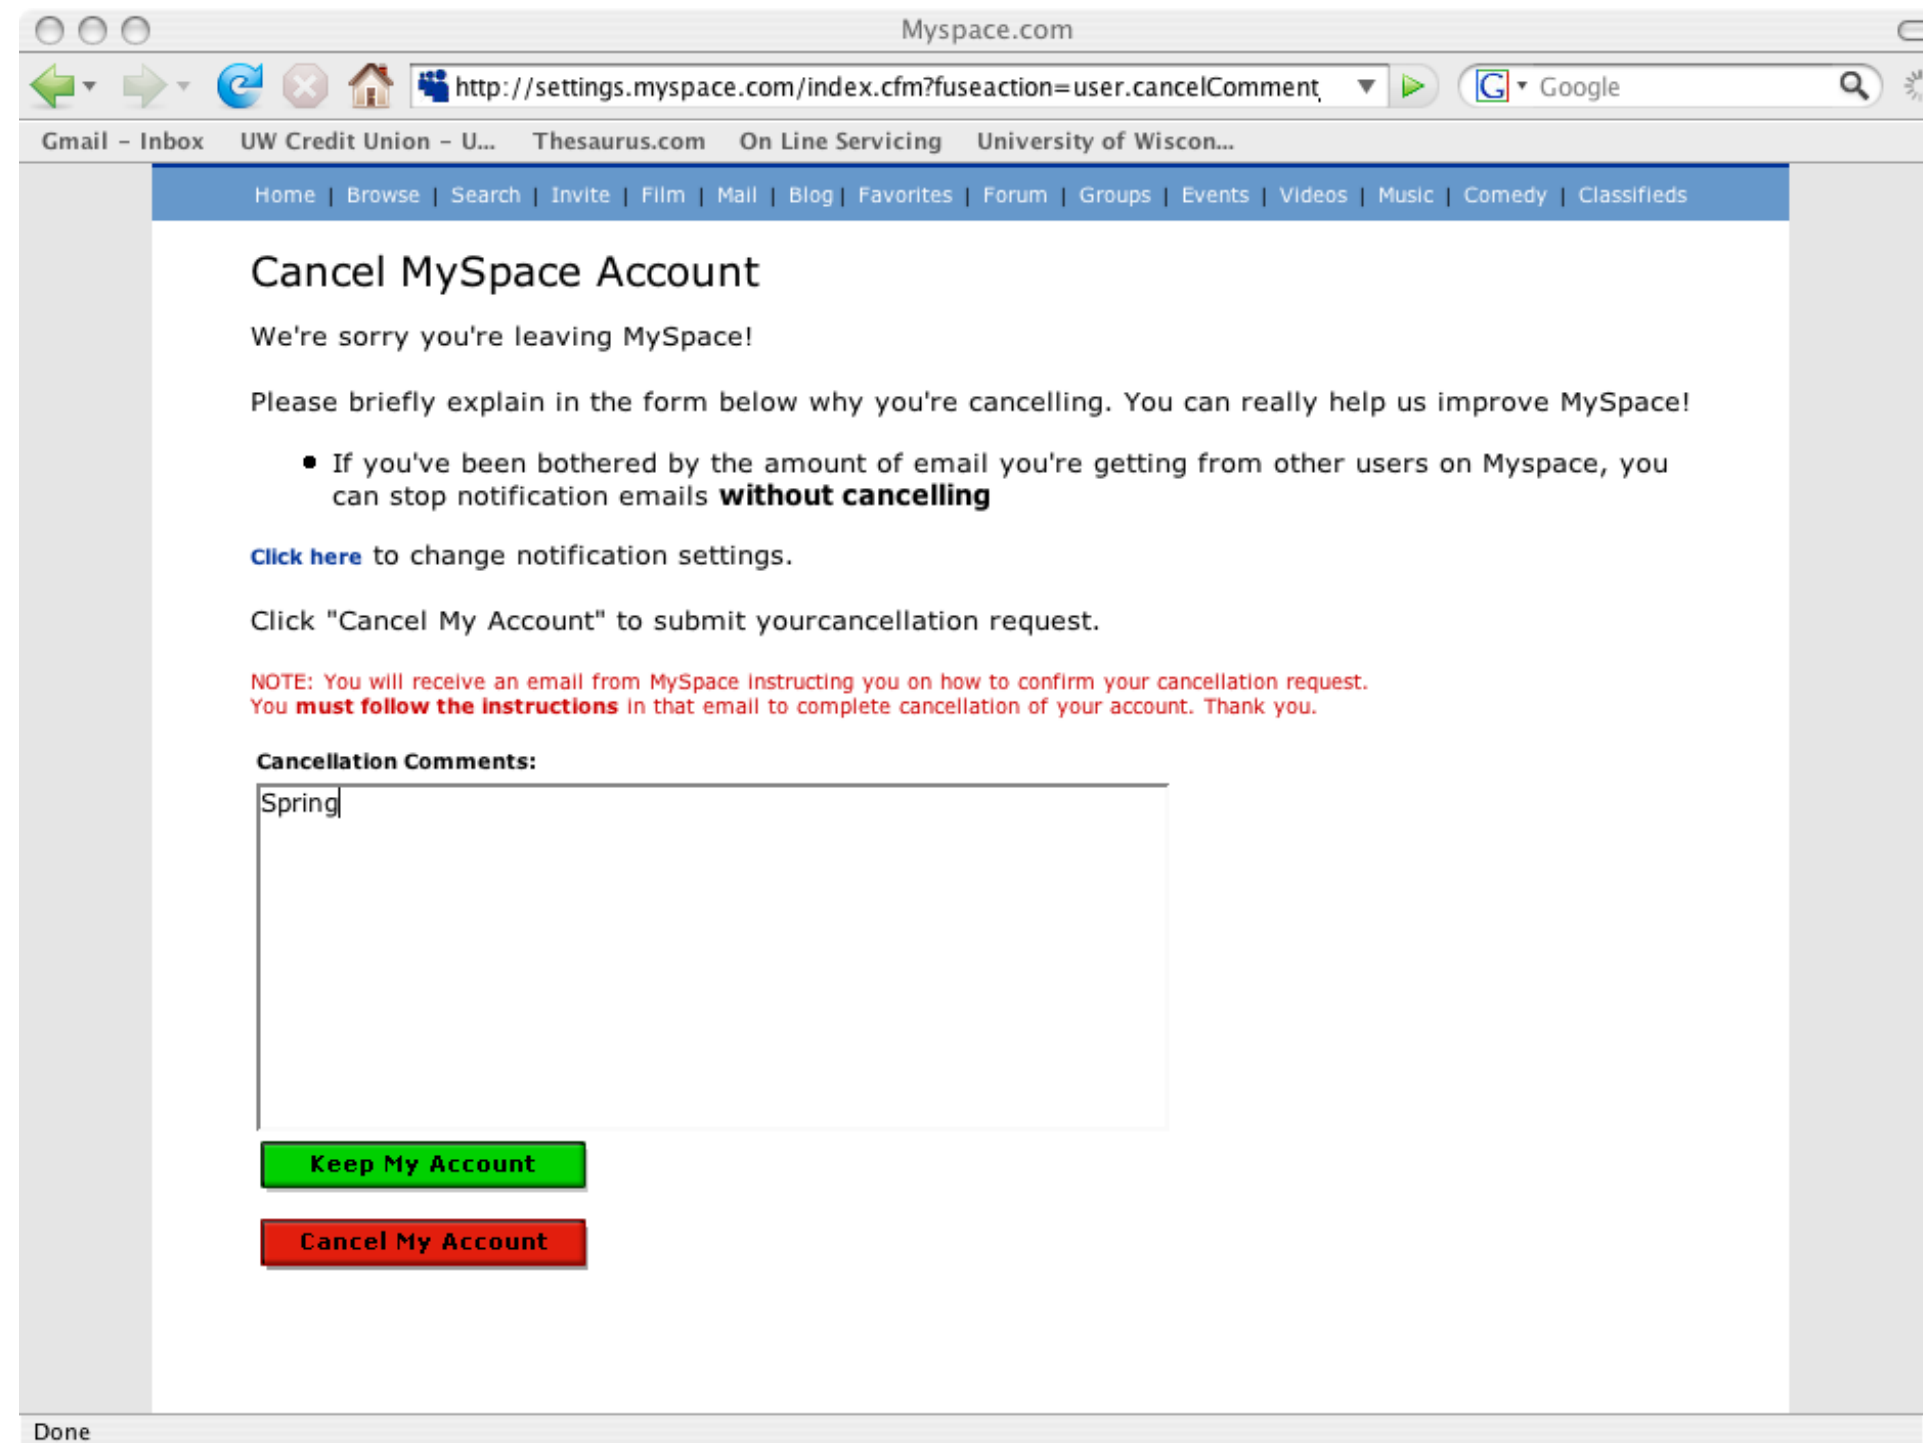 Myspace.com
http://settings.myspace.com/index.cfm?fuseaction=user.cancelComment
Google
Gmail – Inbox UW Credit Union – U... Thesaurus.com On Line Servicing University of Wiscon...
Home | Browse | Search | Invite | Film | Mail | Blog | Favorites | Forum | Groups | Events | Videos | Music | Comedy | Classifieds
Cancel MySpace Account
We're sorry you're leaving MySpace!
Please briefly explain in the form below why you're cancelling. You can really help us improve MySpace!
• If you've been bothered by the amount of email you're getting from other users on Myspace, you
can stop notification emails without cancelling
Click here to change notification settings.
Click "Cancel My Account" to submit yourcancellation request.
NOTE: You will receive an email from MySpace instructing you on how to confirm your cancellation request.
You must follow the instructions in that email to complete cancellation of your account. Thank you.
Cancellation Comments:
Spring
Keep My Account
Cancel My Account
Done